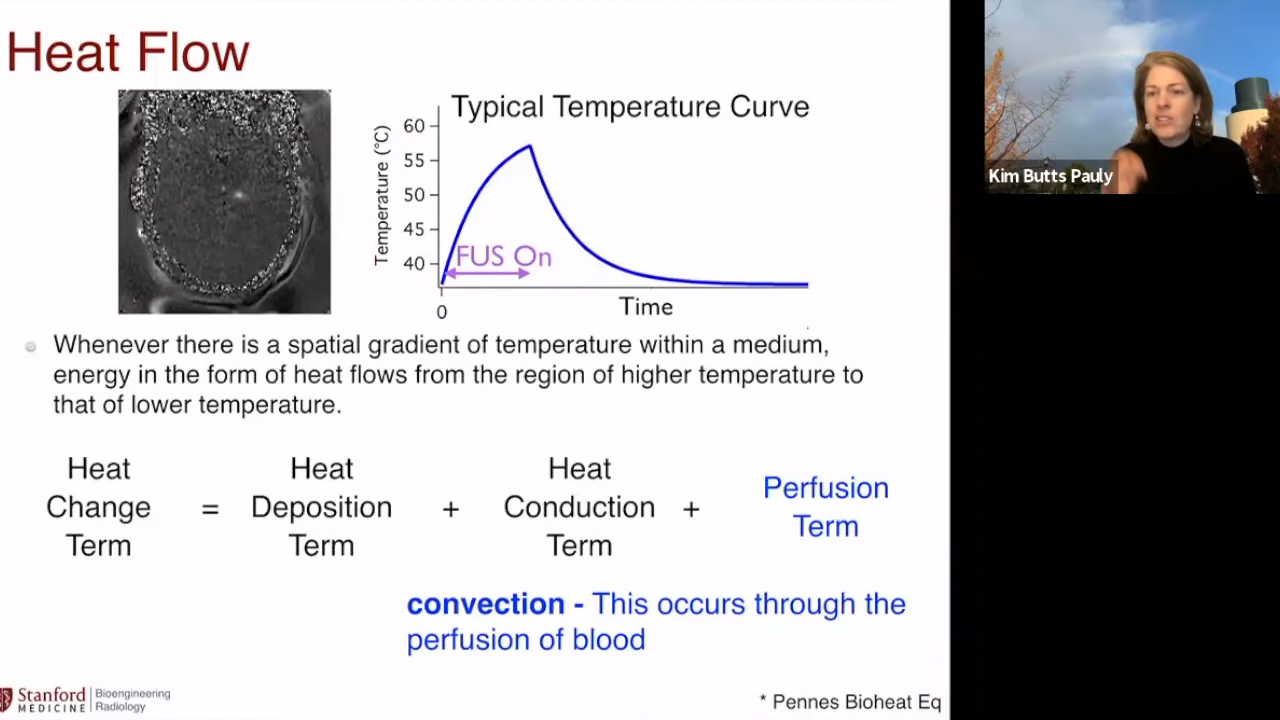 Heat Flow
Typical Temperature Curve
Temperature (°C)
60
55
50
45
40
FUS On
0
Time
Whenever there is a spatial gradient of temperature within a medium,
energy in the form of heat flows from the region of higher temperature to
that of lower temperature.
Heat
Change
Term
=
Heat
Deposition
Term
+
Heat
Conduction
Term
+
Perfusion
Term
convection - This occurs through the
perfusion of blood
Stanford
MEDICINE
Bioengineering
Radiology
* Pennes Bioheat Eq
Kim Butts Pauly